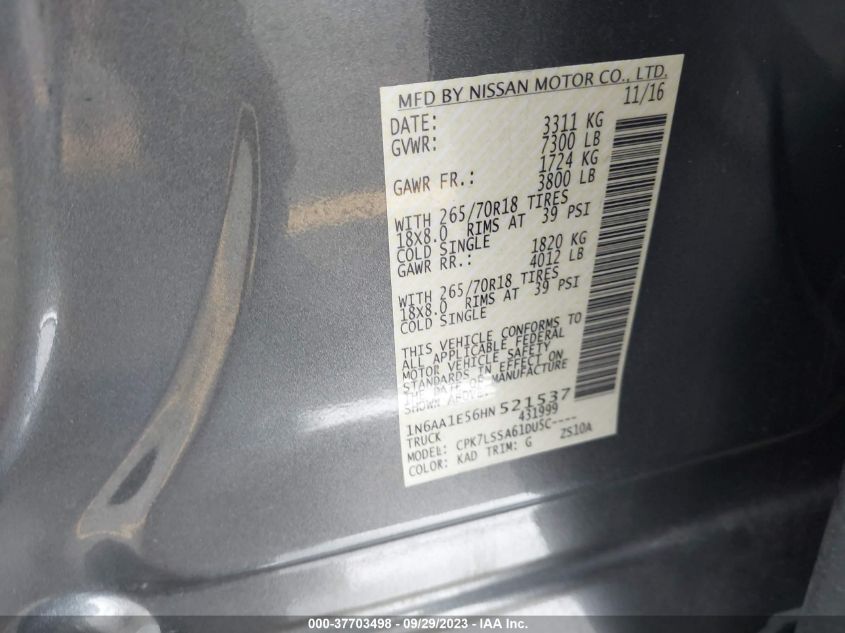 MFD BY NISSAN MOTOR CO., LTD.
DATE: 11/16
GVWR: 3311 KG
7300 LB
GAWR FR.: 1724 KG
3800 LB
WITH 265/70R18 TIRES
18X8.0 RIMS AT 39 PSI
COLD SINGLE
GAWR RR.: 1820 KG
4012 LB
WITH 265/70R18 TIRES
18X8.0 RIMS AT 39 PSI
COLD SINGLE
THIS VEHICLE CONFORMS TO
ALL APPLICABLE FEDERAL
MOTOR VEHICLE SAFETY
STANDARDS IN EFFECT ON
THE DATE OF MANUFACTURE
SHOWN ABOVE.
1N6AA1E56HN521537
TRUCK 431999
MODEL: CPK7LSSA61DU5C----
COLOR: KAD TRIM: G ZS10A
000-37703498 - 09/29/2023 - IAA Inc.